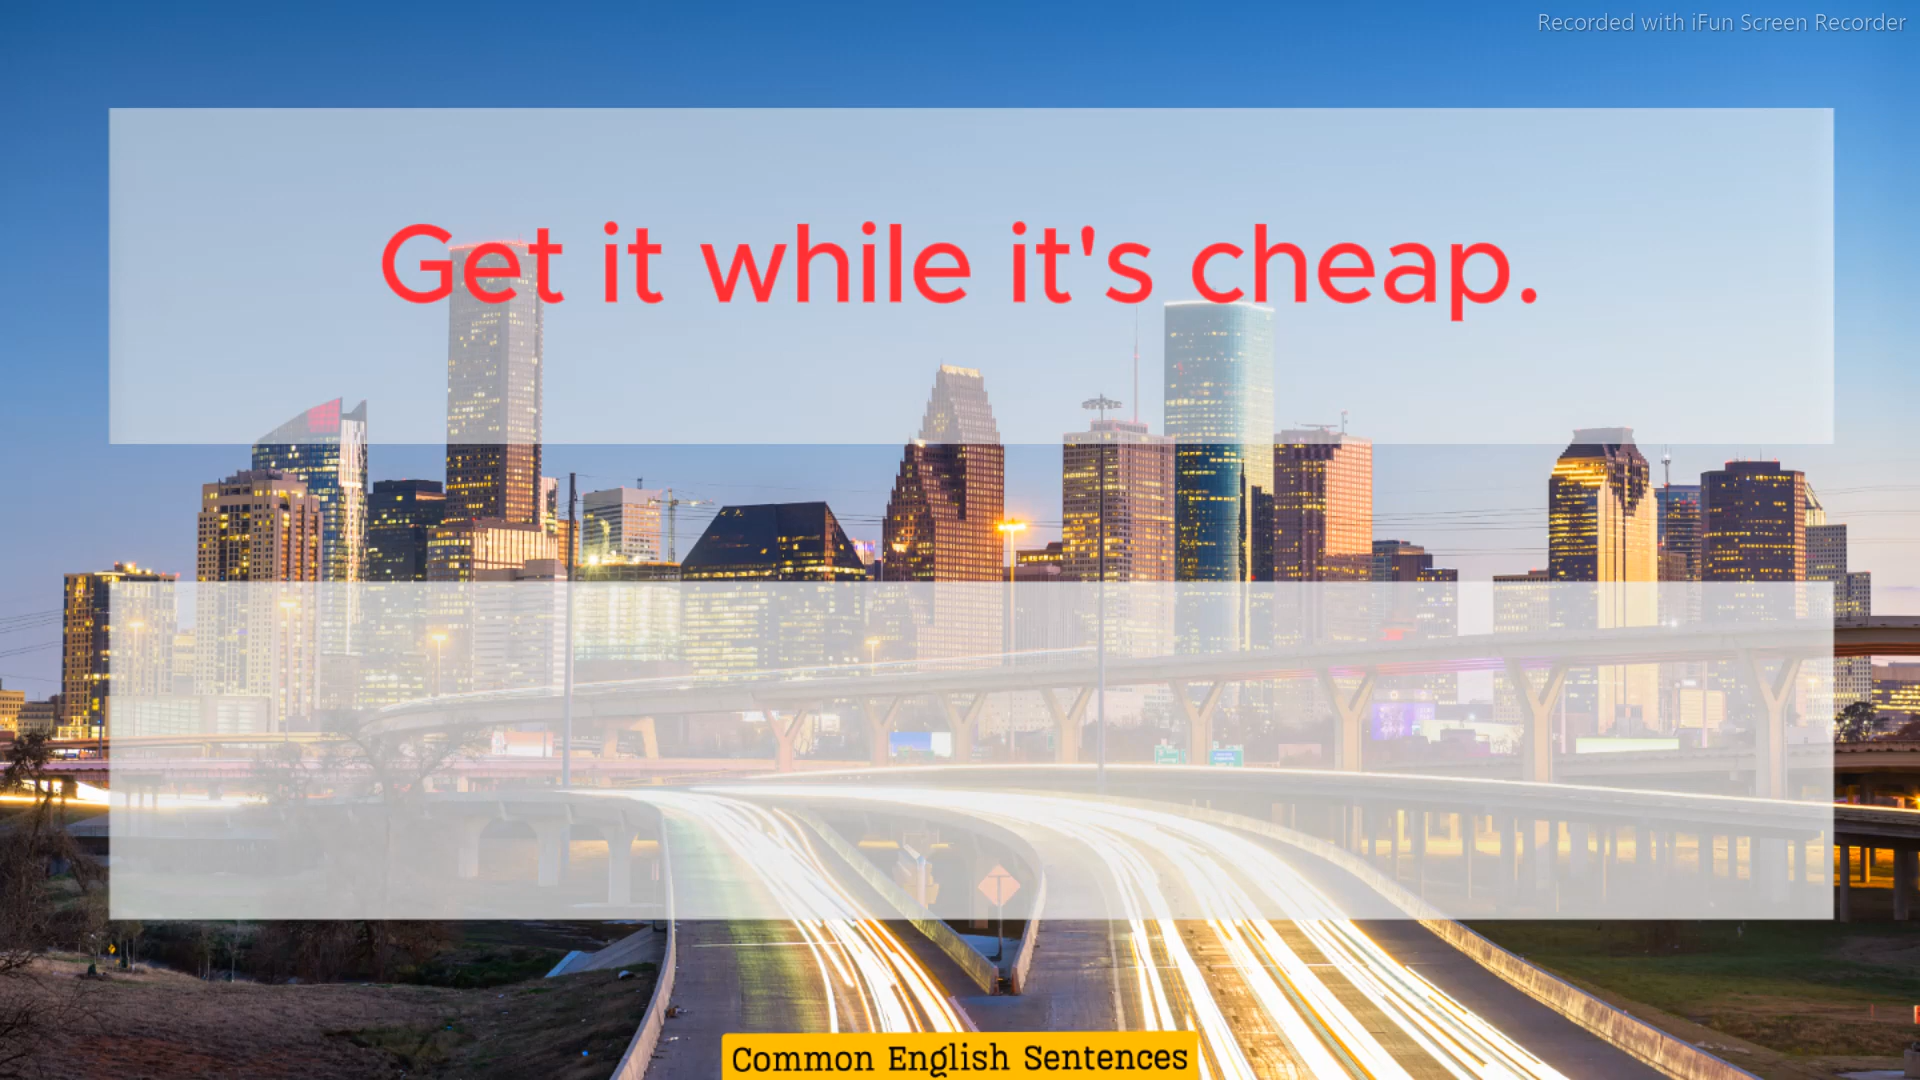 Recorded with iFun Screen Recorder
Get it while it's cheap.
Common English Sentences